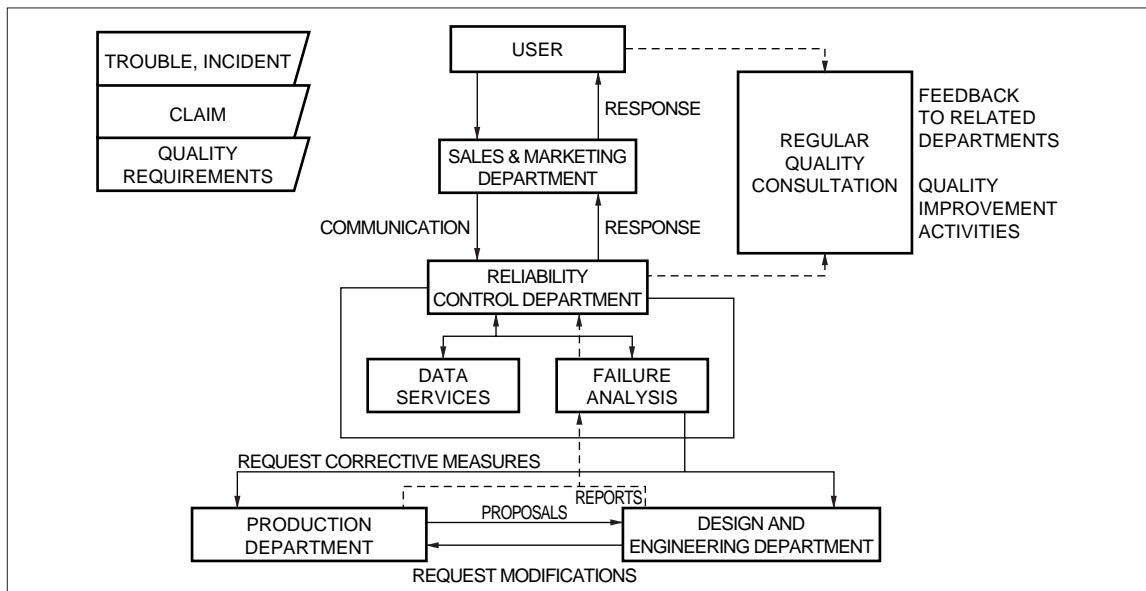 TROUBLE, INCIDENT
CLAIM
QUALITY
REQUIREMENTS
USER
RESPONSE
SALES & MARKETING
DEPARTMENT
REGULAR
QUALITY
CONSULTATION
FEEDBACK
TO RELATED
DEPARTMENTS
QUALITY
IMPROVEMENT
ACTIVITIES
COMMUNICATION
RESPONSE
RELIABILITY
CONTROL DEPARTMENT
DATA
SERVICES
FAILURE
ANALYSIS
REQUEST CORRECTIVE MEASURES
REPORTS
PROPOSALS
PRODUCTION
DEPARTMENT
DESIGN AND
ENGINEERING DEPARTMENT
REQUEST MODIFICATIONS